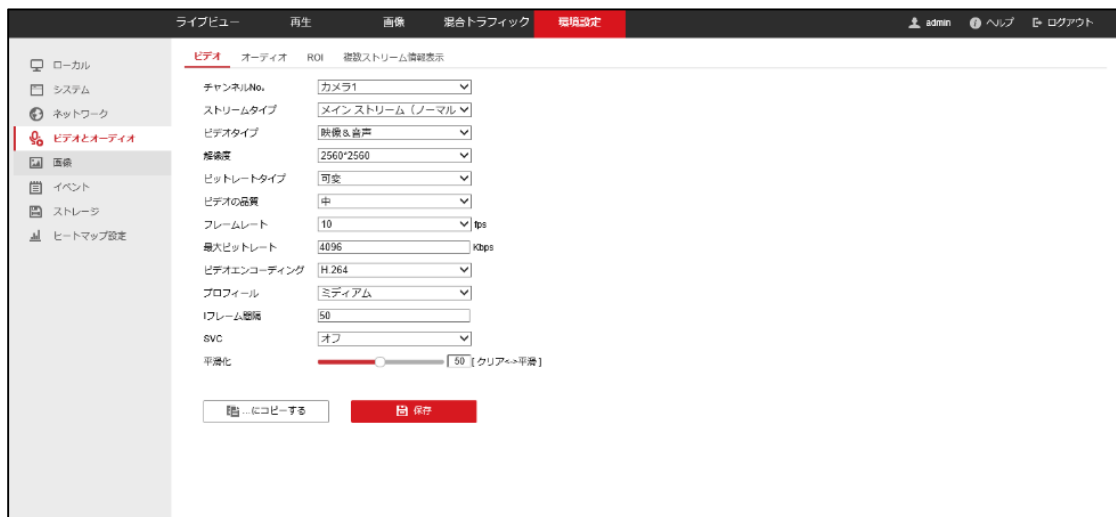 ライブビュー 再生 画像 混合トラフィック 環境設定 admin ヘルプ ログアウト
ローカル
システム
ネットワーク
ビデオとオーディオ
画像
イベント
ストレージ
ヒートマップ設定
ビデオ オーディオ ROI 複数ストリーム情報表示
チャンネルNo. カメラ1
ストリームタイプ メインストリーム（ノーマル
ビデオタイプ 映像&音声
解像度 2560*2560
ビットレートタイプ 可変
ビデオの品質 中
フレームレート 10 fps
最大ビットレート 4096 Kbps
ビデオエンコーディング H.264
プロフィール ミディアム
Iフレーム間隔 50
SVC オフ
平滑化 50 [ クリア<->平滑 ]
...にコピーする 保存